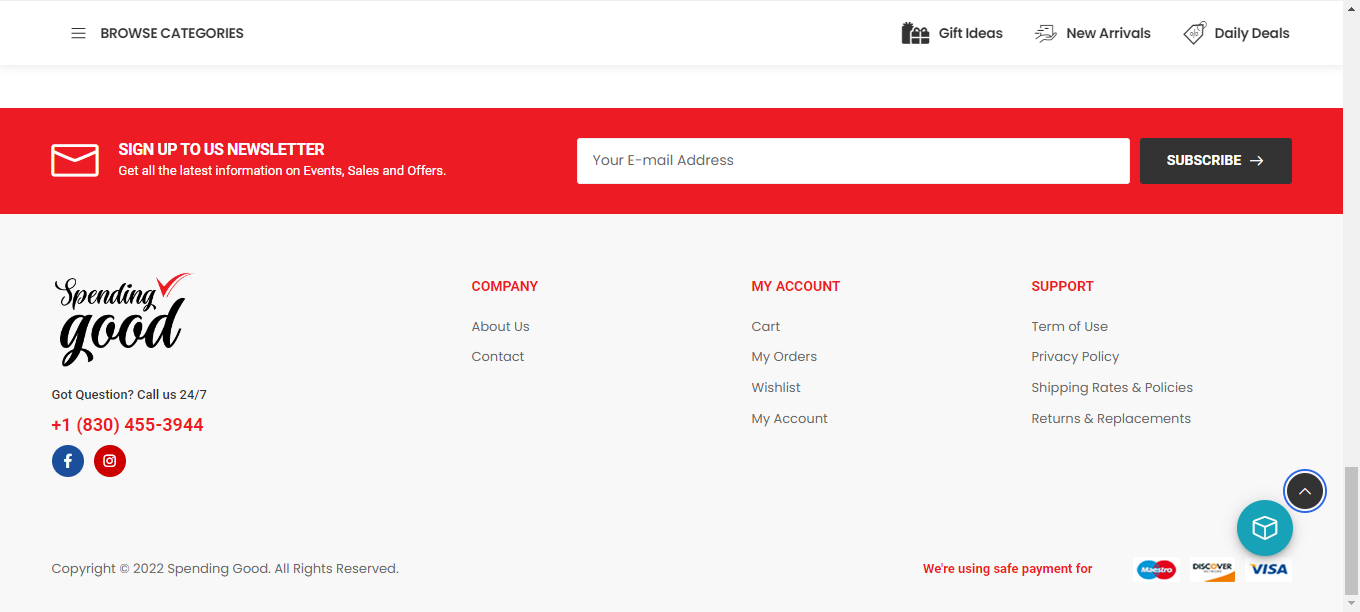 BROWSE CATEGORIES
Gift Ideas
New Arrivals
Daily Deals
SIGN UP TO US NEWSLETTER
Get all the latest information on Events, Sales and Offers.
Your E-mail Address
SUBSCRIBE
Spending
good
Got Question? Call us 24/7
+1 (830) 455-3944
COMPANY
About Us
Contact
MY ACCOUNT
Cart
My Orders
Wishlist
My Account
SUPPORT
Term of Use
Privacy Policy
Shipping Rates & Policies
Returns & Replacements
Copyright © 2022 Spending Good. All Rights Reserved.
We're using safe payment for
Maestro
DISCOVER
NETWORK
VISA